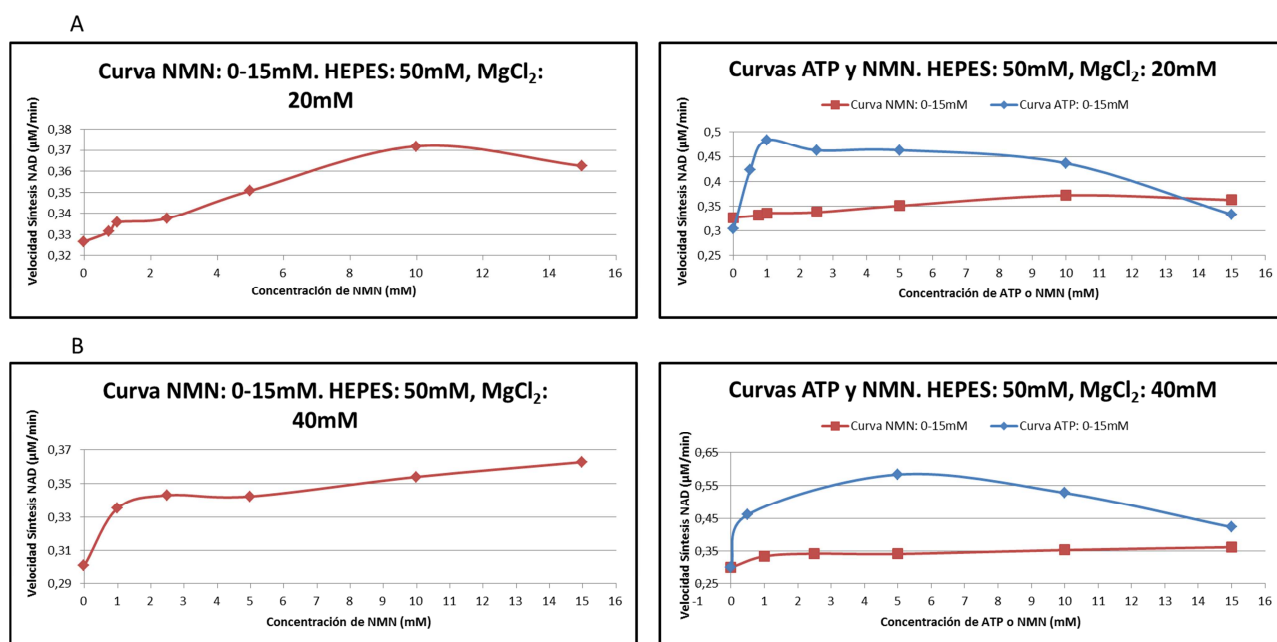 A
Curva NMN: 0-15mM. HEPES: 50mM, MgCl₂:
20mM
Velocidad Síntesis NAD (µM/min)
0,38
0,37
0,36
0,35
0,34
0,33
0,32
0 2 4 6 8 10 12 14 16
Concentración de NMN (mM)
Curvas ATP y NMN. HEPES: 50mM, MgCl₂: 20mM
Curva NMN: 0-15mM Curva ATP: 0-15mM
Velocidad Síntesis NAD (µM/min)
0,5
0,45
0,4
0,35
0,3
0,25
0 1 2 3 4 5 6 7 8 9 10 11 12 13 14 15 16
Concentración de ATP o NMN (mM)
B
Curva NMN: 0-15mM. HEPES: 50mM, MgCl₂:
40mM
Velocidad Síntesis NAD (µM/min)
0,37
0,35
0,33
0,31
0,29
0 1 2 3 4 5 6 7 8 9 10 11 12 13 14 15 16
Concentración de NMN (mM)
Curvas ATP y NMN. HEPES: 50mM, MgCl₂: 40mM
Curva NMN: 0-15mM Curva ATP: 0-15mM
Velocidad Síntesis NAD (µM/min)
0,65
0,55
0,45
0,35
0,25
-1 0 1 2 3 4 5 6 7 8 9 10 11 12 13 14 15
Concentración de ATP o NMN (mM)